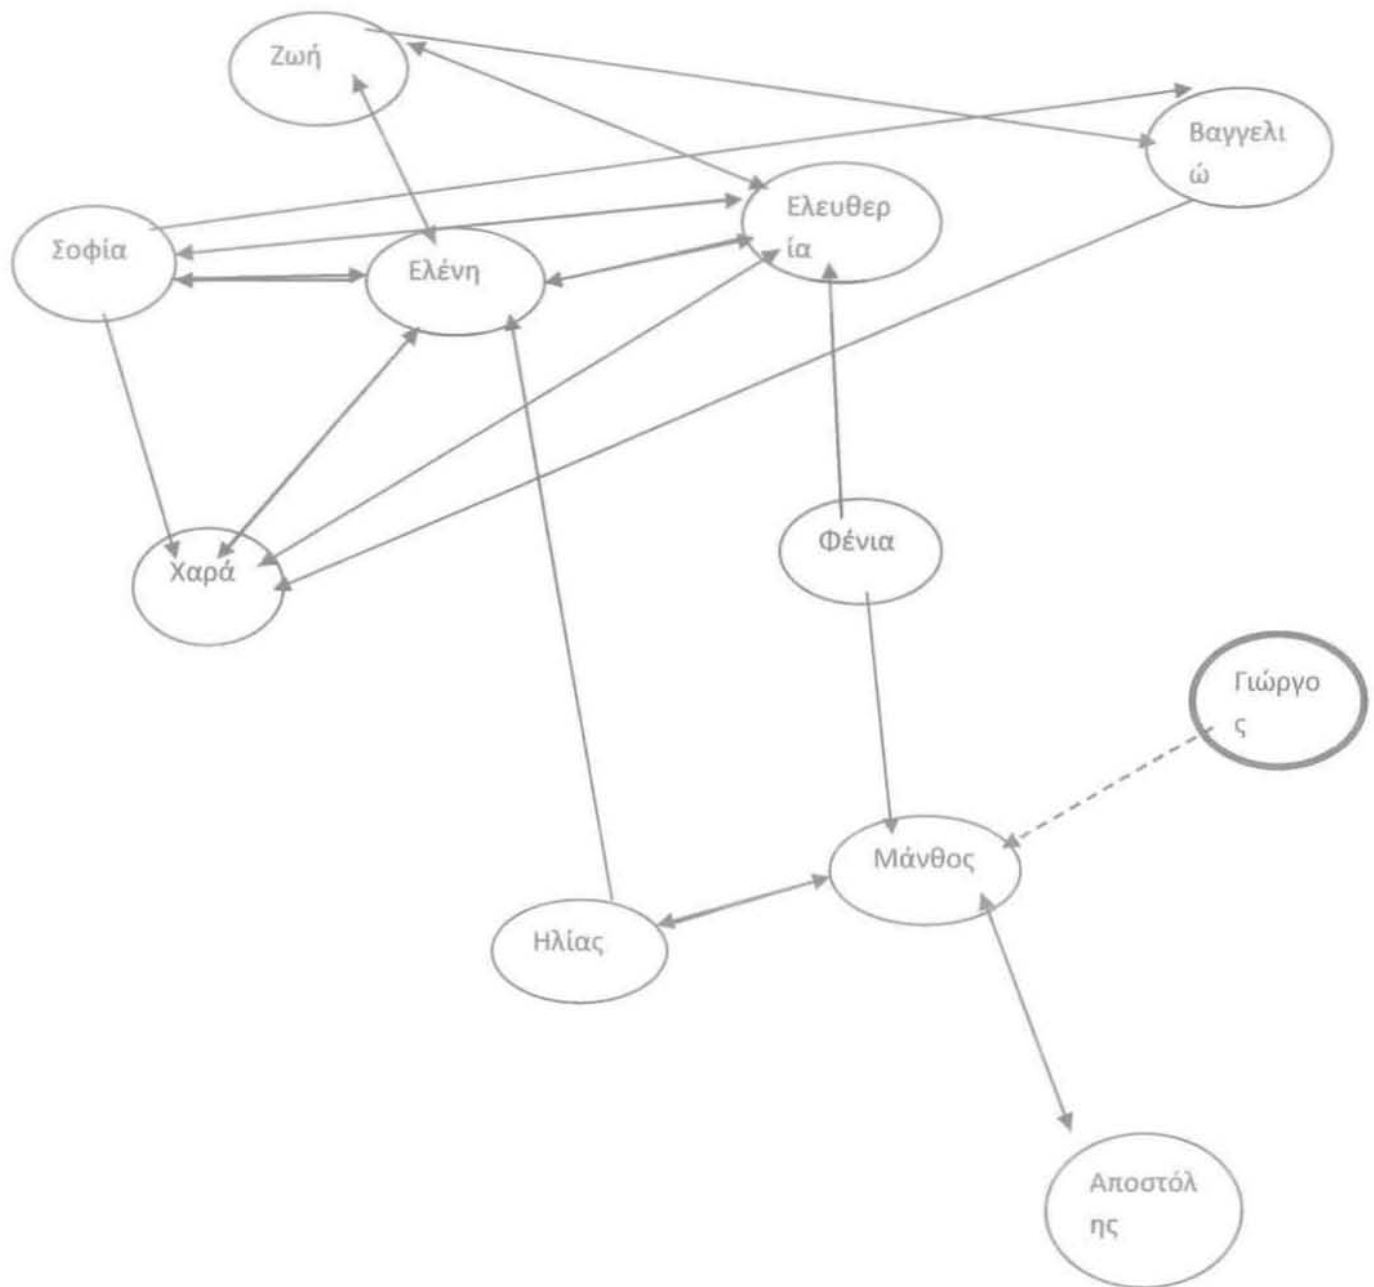 Ζωή
Βαγγελι
ώ
Ελευθερ
ία
Σοφία
Ελένη
Φένια
Χαρά
Γιώργο
ς
Μάνθος
Ηλίας
Αποστόλ
ης